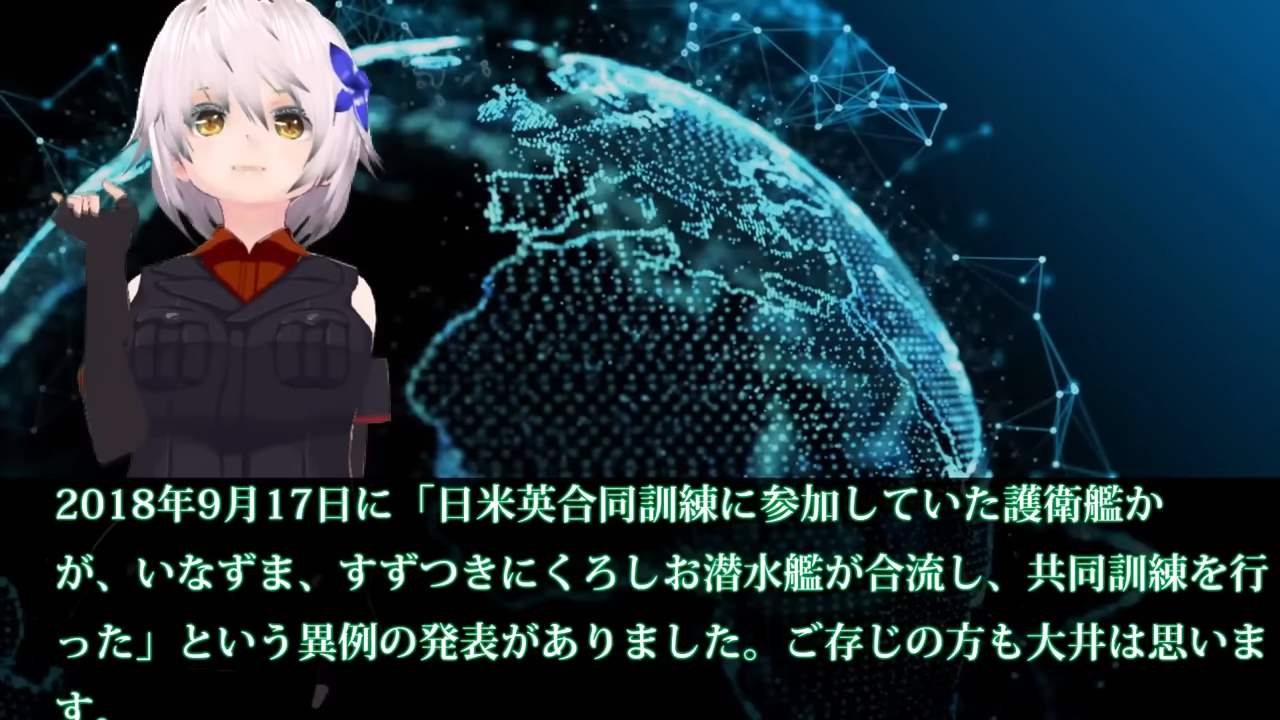 2018年9月17日に「日米英合同訓練に参加していた護衛艦か
が、いなずま、すずつきにくろしお潜水艦が合流し、共同訓練を行
った」という異例の発表がありました。ご存じの方も大井は思いま
す。